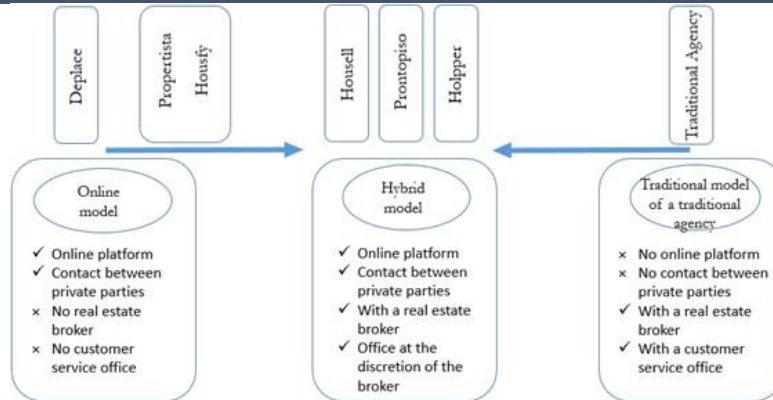 Deplace
Propertista
Housfy
Housell
Prontopiso
Holpper
Traditional Agency
Online
model
✓ Online platform
✓ Contact between
private parties
× No real estate
broker
× No customer
service office
Hybrid
model
✓ Online platform
✓ Contact between
private parties
✓ With a real estate
broker
✓ Office at the
discretion of the
broker
Traditional model
of a traditional
agency
× No online platform
× No contact between
private parties
✓ With a real estate
broker
✓ With a customer
service office